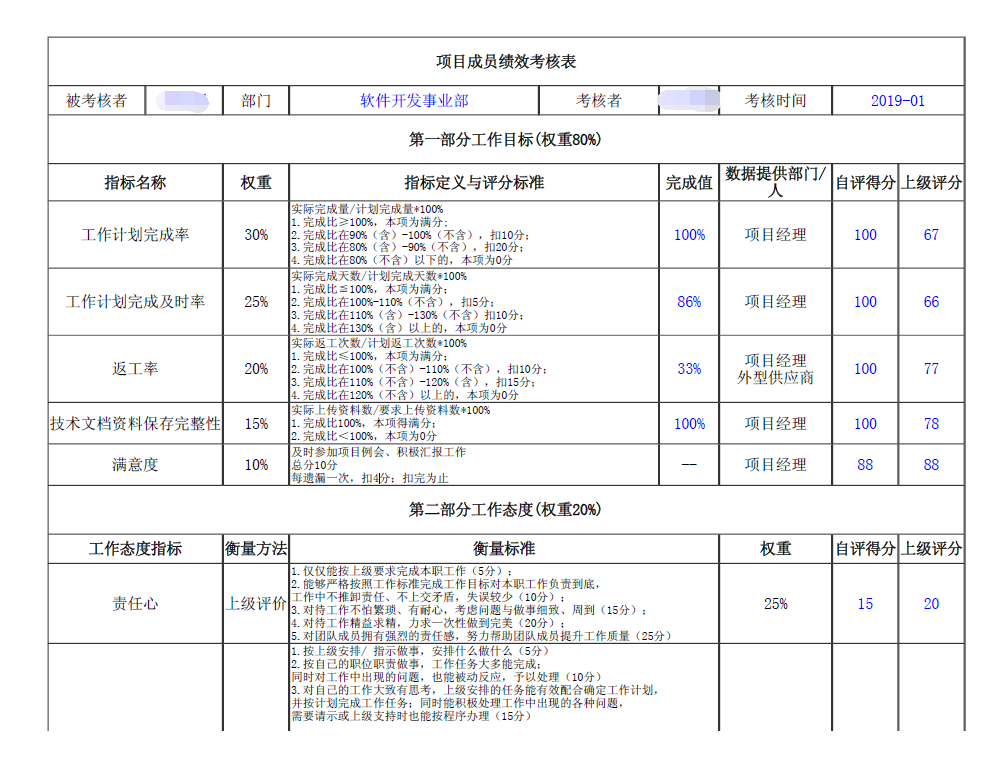 项目成员绩效考核表
被考核者 部门 软件开发事业部 考核者 考核时间 2019-01
第一部分工作目标(权重80%)
指标名称 权重 指标定义与评分标准 完成值 数据提供部门/人 自评得分 上级评分
工作计划完成率 30%
实际完成量/计划完成量*100%
1.完成比≥100%，本项为满分;
2.完成比在90%（含）-100%（不含），扣10分;
3.完成比在80%（含）-90%（不含），扣20分;
4.完成比在80%（不含）以下的，本项为0分
100% 项目经理 100 67
工作计划完成及时率 25%
实际完成天数/计划完成天数*100%
1.完成比≦100%，本项为满分;
2.完成比在100%-110%（不含），扣5分;
3.完成比在110%（含）-130%（不含）扣10分;
4.完成比在130%（含）以上的，本项为0分
86% 项目经理 100 66
返工率 20%
实际返工次数/计划返工次数*100%
1.完成比≤100%，本项为满分;
2.完成比在100%（不含）-110%（不含），扣10分;
3.完成比在110%（不含）-120%（含），扣15分;
4.完成比在120%（不含）以上的，本项为0分
33% 项目经理
外型供应商
100 77
技术文档资料保存完整性 15%
实际上传资料数/要求上传资料数*100%
1.完成比100%，本项得满分;
2.完成比＜100%，本项为0分
100% 项目经理 100 78
满意度 10%
及时参加项目例会、积极汇报工作
总分10分
每遗漏一次，扣4分；扣完为止
-- 项目经理 88 88
第二部分工作态度(权重20%)
工作态度指标 衡量方法 衡量标准 权重 自评得分 上级评分
责任心 上级评价
1.仅仅能按上级要求完成本职工作（5分）;
2.能够严格按照工作标准完成工作目标对本职工作负责到底，
工作中不推卸责任、不上交矛盾，失误较少（10分）;
3.对待工作不怕繁琐、有耐心，考虑问题与做事细致、周到（15分）;
4.对待工作精益求精，力求一次性做到完美（20分）;
5.对团队成员拥有强烈的责任感，努力帮助团队成员提升工作质量（25分）
25% 15 20
1.按上级安排/ 指示做事，安排什么做什么（5分）
2.按自己的职位职责做事，工作任务大多能完成;
同时对工作中出现的问题，也能被动反应，予以处理（10分）
3.对自己的工作大致有思考，上级安排的任务能有效配合确定工作计划，
并按计划完成工作任务；同时能积极处理工作中出现的各种问题，
需要请示或上级支持时也能按程序办理（15分）